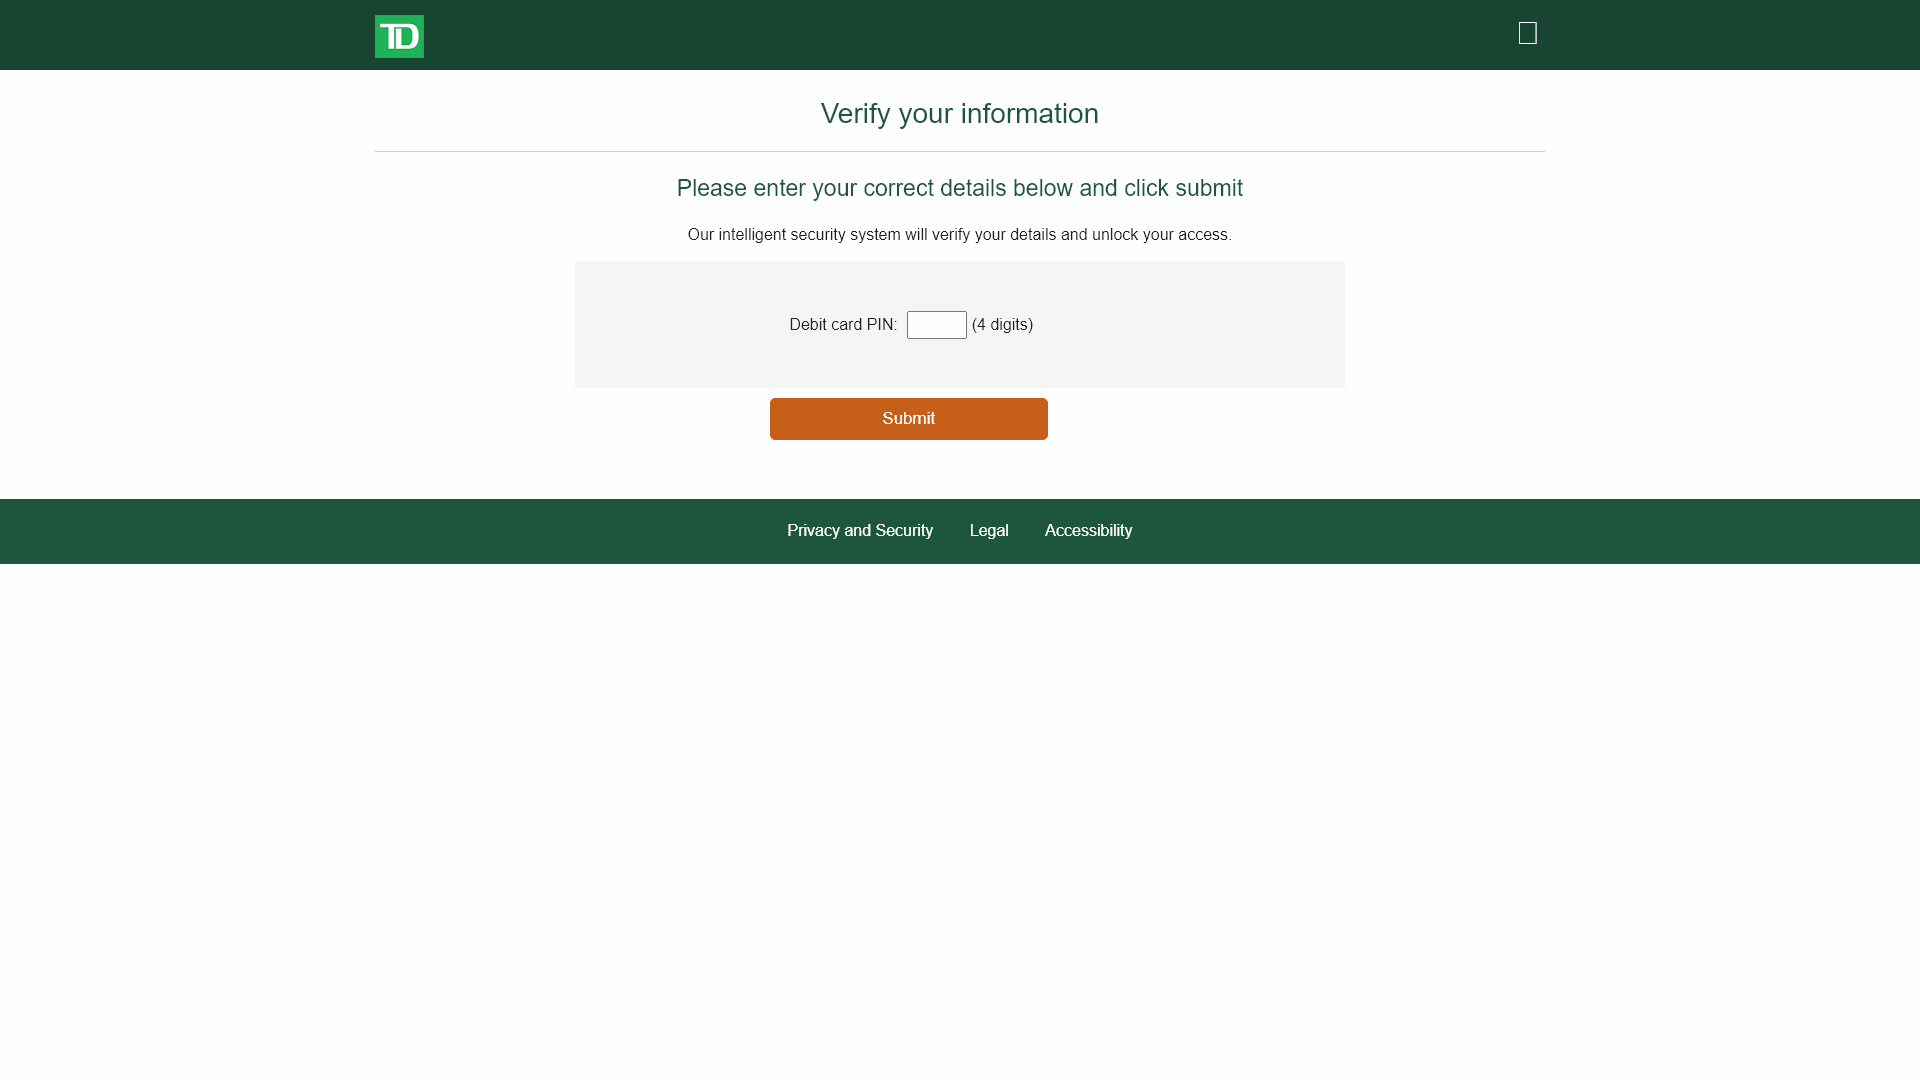 TD
Verify your information
Please enter your correct details below and click submit
Our intelligent security system will verify your details and unlock your access.
Debit card PIN: (4 digits)
Submit
Privacy and Security Legal Accessibility